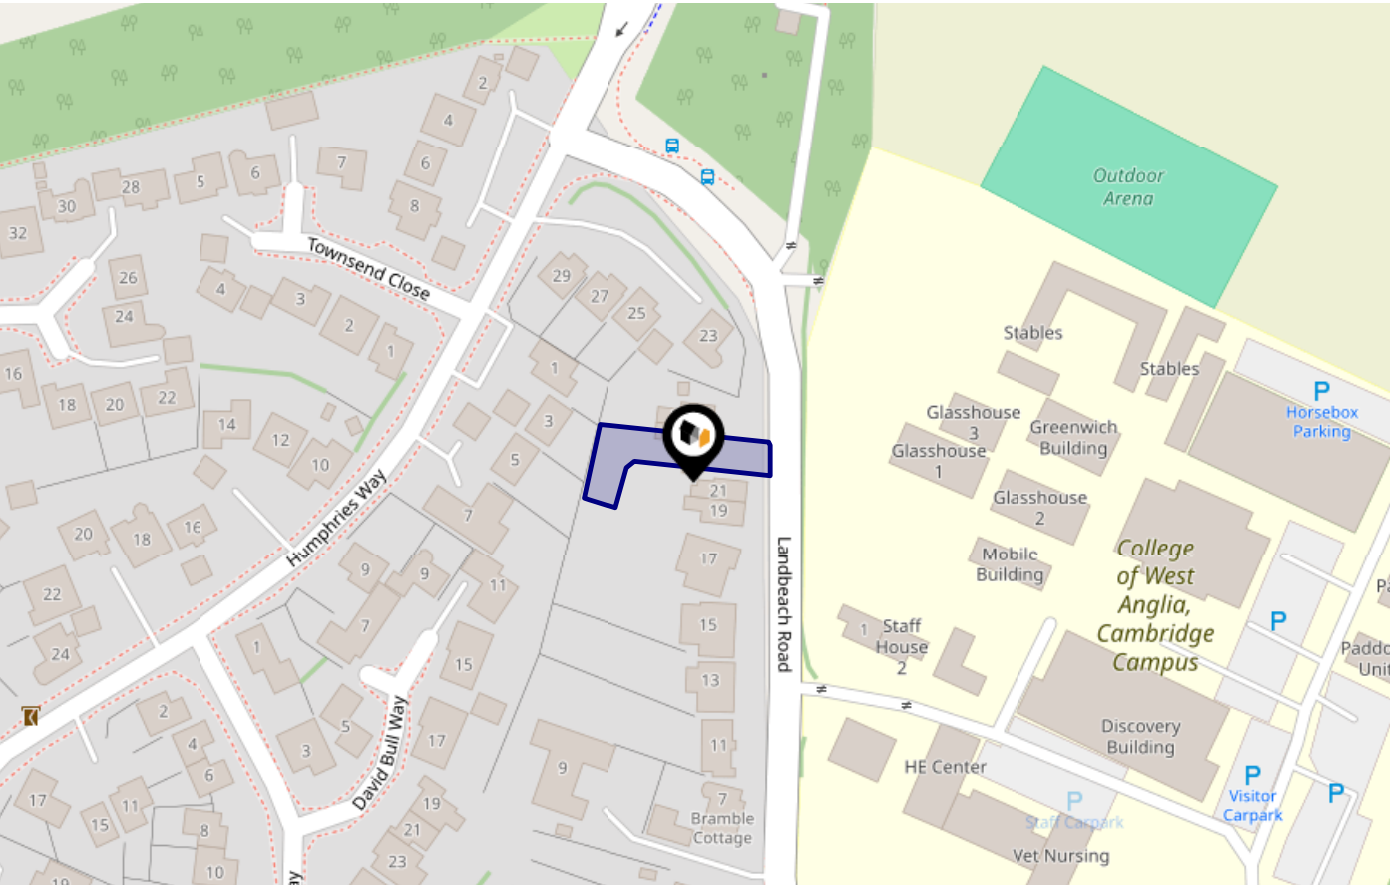 2
4
6
8
7
6
5
28
30
32
26
24
16
18
20
22
Townsend Close
4
3
2
1
29
27
25
23
1
3
5
14
12
10
7
Humphries Way
20
18
16
22
24
9
9
11
7
1
15
5
3
17
David Bull Way
19
21
23
2
4
6
17
11
15
8
10
19
21
19
17
15
13
11
9
7
Bramble
Cottage
Landbeach Road
Outdoor
Arena
Stables
Stables
P
Horsebox
Parking
Glasshouse
3
Greenwich
Building
Glasshouse
1
Glasshouse
2
Mobile
Building
College
of West
Anglia,
Cambridge
Campus
P
1
Staff
House
2
Discovery
Building
HE Center
P
Staff Carpark
P
Visitor
Carpark
P
Vet Nursing